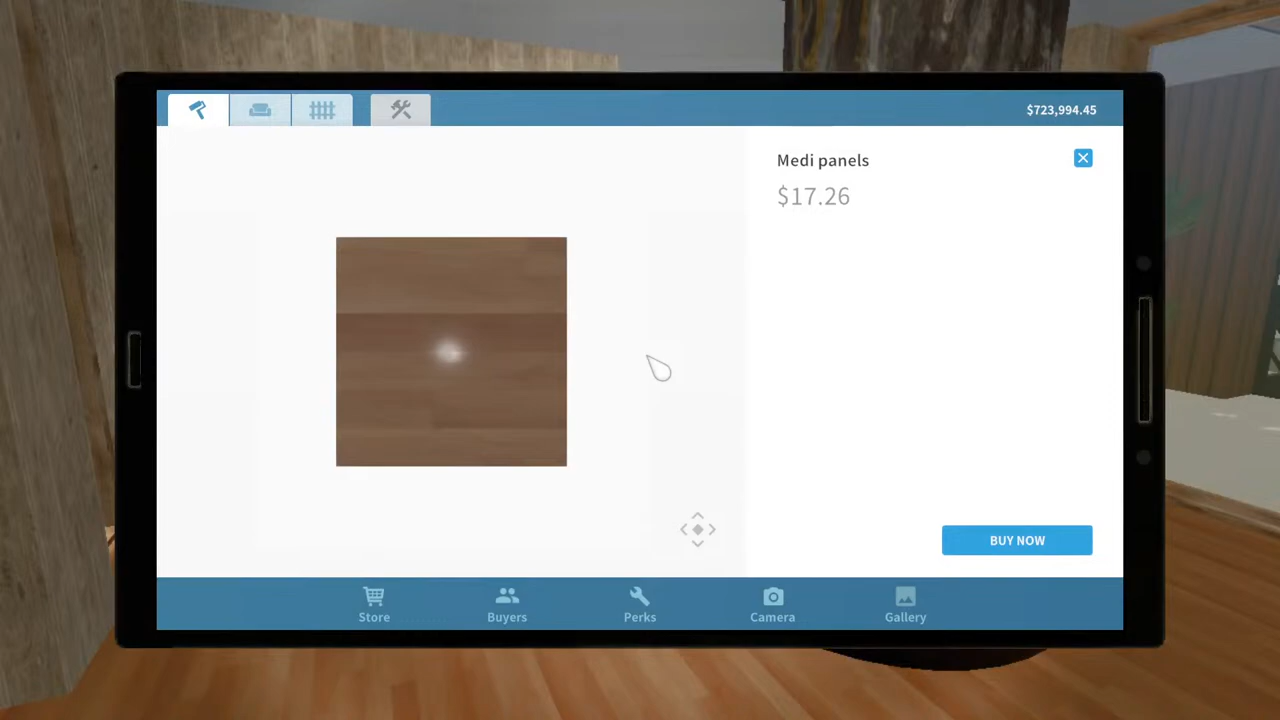 $723,994.45
Medi panels
$17.26
BUY NOW
Store
Buyers
Perks
Camera
Gallery